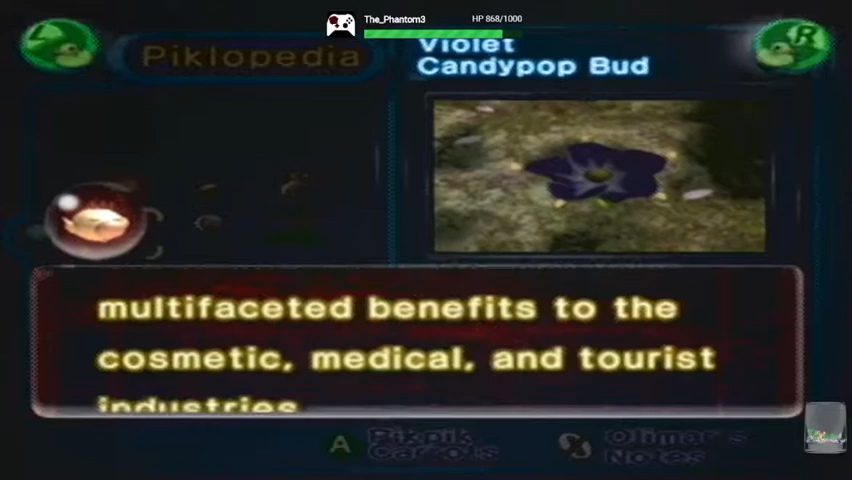 The_Phantom3
HP 868/1000
L
Piklopedia
Violet
Candypop Bud
R
multifaceted benefits to the
cosmetic, medical, and tourist
industries
A
Pikpik
Carrots
Olimar's
Notes